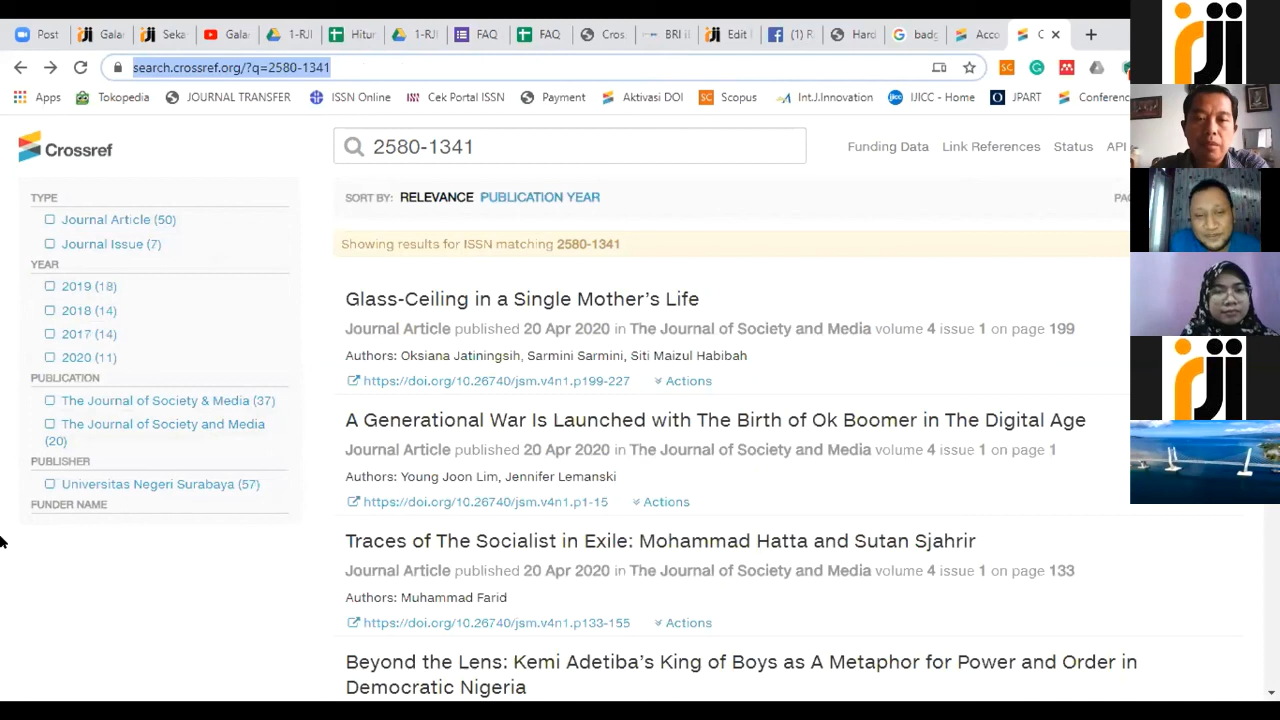 Post
Gala
Seka
Gala
1-RJI
Hitur
1-RJI
FAQ
FAQ
Cros.
BRI i
Edit
(1) R
Hard
badg
Acco
C
search.crossref.org/?q=2580-1341
Apps
Tokopedia
JOURNAL TRANSFER
ISSN Online
Cek Portal ISSN
Payment
Aktivasi DOI
SC Scopus
Int.J.Innovation
IJICC - Home
JPART
Conferenc
Crossref
2580-1341
Funding Data
Link References
Status
API
TYPE
Journal Article (50)
Journal Issue (7)
YEAR
2019 (18)
2018 (14)
2017 (14)
2020 (11)
PUBLICATION
The Journal of Society & Media (37)
The Journal of Society and Media
(20)
PUBLISHER
Universitas Negeri Surabaya (57)
FUNDER NAME
SORT BY: RELEVANCE PUBLICATION YEAR
Showing results for ISSN matching 2580-1341
Glass-Ceiling in a Single Mother's Life
Journal Article published 20 Apr 2020 in The Journal of Society and Media volume 4 issue 1 on page 199
Authors: Oksiana Jatiningsih, Sarmini Sarmini, Siti Maizul Habibah
https://doi.org/10.26740/jsm.v4n1.p199-227 Actions
A Generational War Is Launched with The Birth of Ok Boomer in The Digital Age
Journal Article published 20 Apr 2020 in The Journal of Society and Media volume 4 issue 1 on page 1
Authors: Young Joon Lim, Jennifer Lemanski
https://doi.org/10.26740/jsm.v4n1.p1-15 Actions
Traces of The Socialist in Exile: Mohammad Hatta and Sutan Sjahrir
Journal Article published 20 Apr 2020 in The Journal of Society and Media volume 4 issue 1 on page 133
Authors: Muhammad Farid
https://doi.org/10.26740/jsm.v4n1.p133-155 Actions
Beyond the Lens: Kemi Adetiba's King of Boys as A Metaphor for Power and Order in
Democratic Nigeria